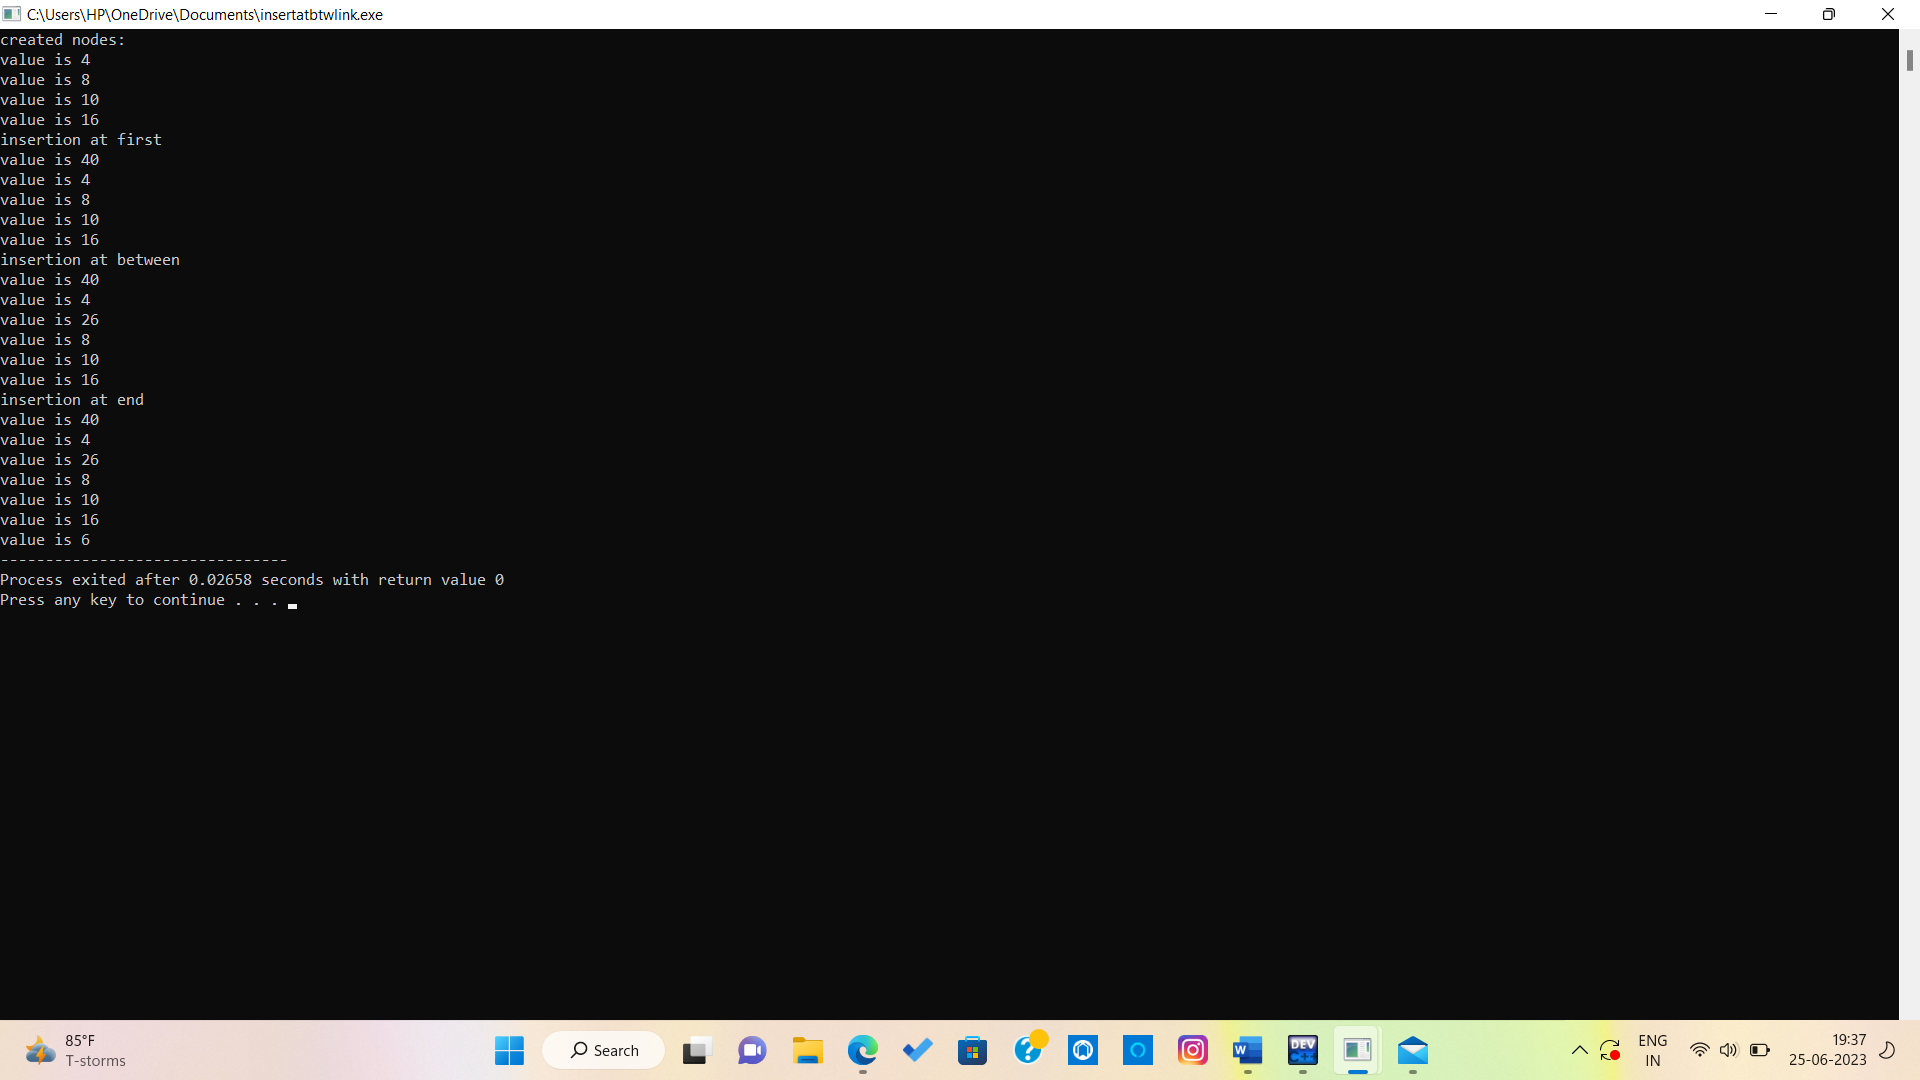 C:\Users\HP\OneDrive\Documents\insertatbtwlink.exe
created nodes:
value is 4
value is 8
value is 10
value is 16
insertion at first
value is 40
value is 4
value is 8
value is 10
value is 16
insertion at between
value is 40
value is 4
value is 26
value is 8
value is 10
value is 16
insertion at end
value is 40
value is 4
value is 26
value is 8
value is 10
value is 16
value is 6
--------------------------------
Process exited after 0.02658 seconds with return value 0
Press any key to continue . . .
85°F
T-storms
Search
W
DEV
C++
ENG
IN
19:37
25-06-2023